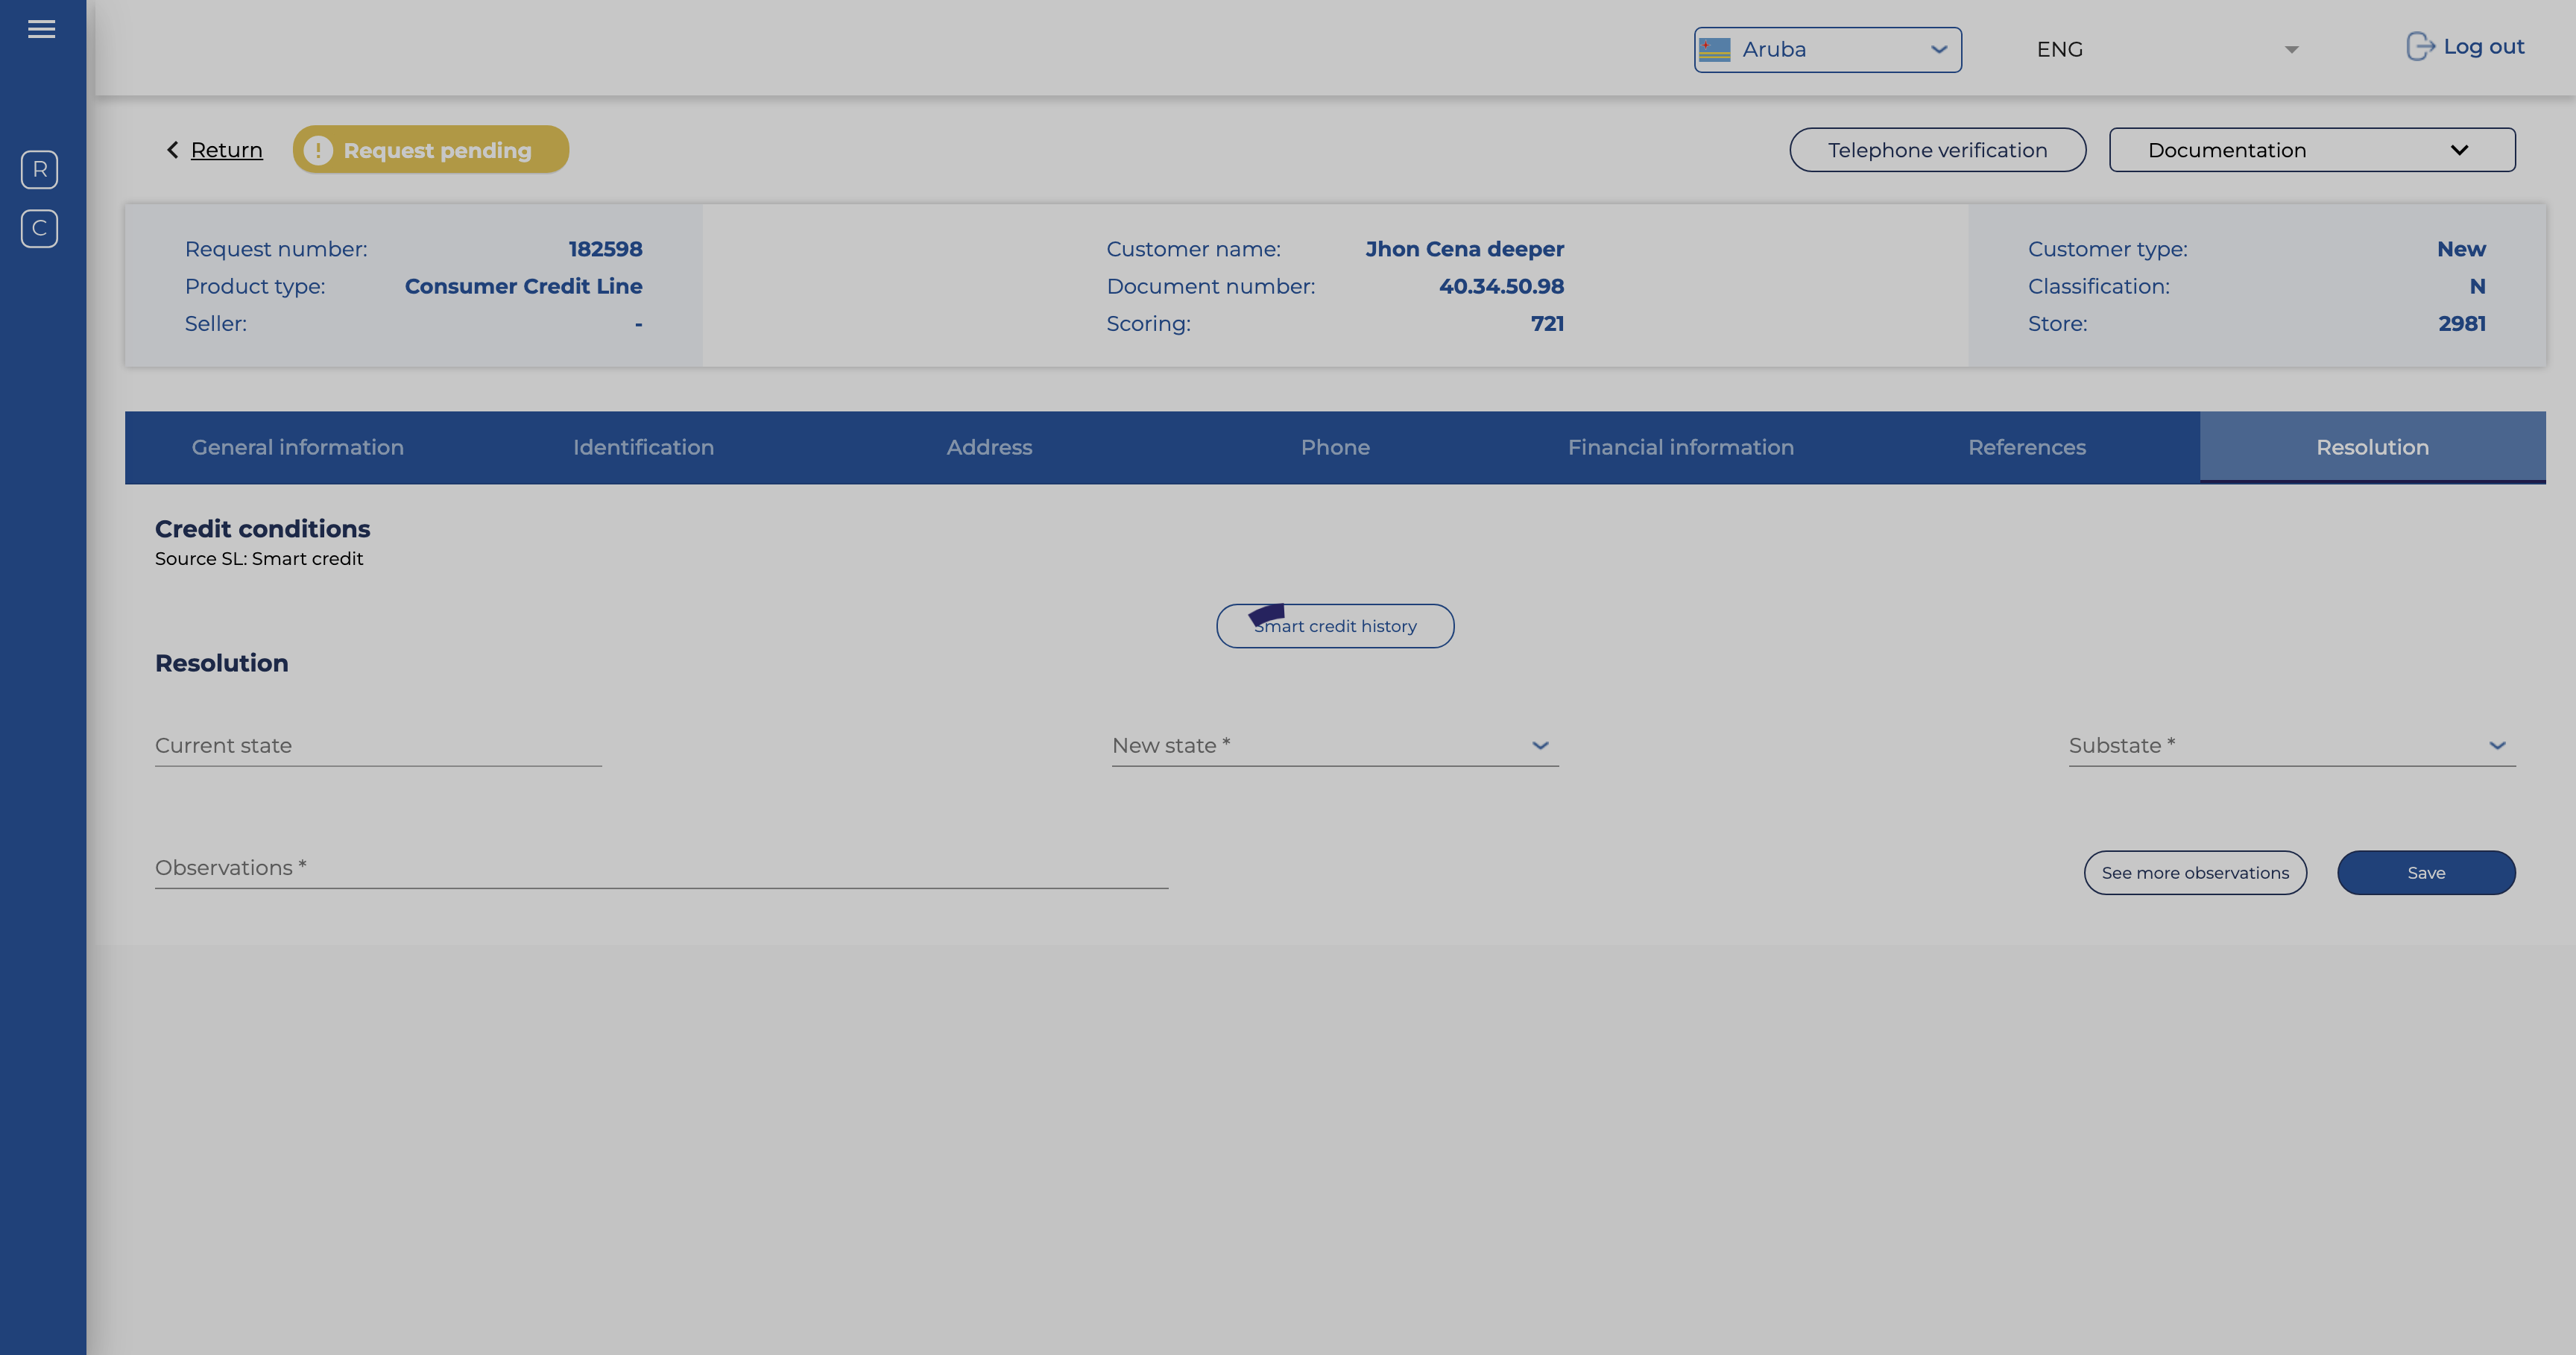 Aruba
ENG
Log out
R
C
Return
Request pending
Telephone verification
Documentation
Request number: 182598
Product type: Consumer Credit Line
Seller: -
Customer name: Jhon Cena deeper
Document number: 40.34.50.98
Scoring: 721
Customer type: New
Classification: N
Store: 2981
General information
Identification
Address
Phone
Financial information
References
Resolution
Credit conditions
Source SL: Smart credit
Smart credit history
Resolution
Current state
New state *
Substate *
Observations *
See more observations
Save